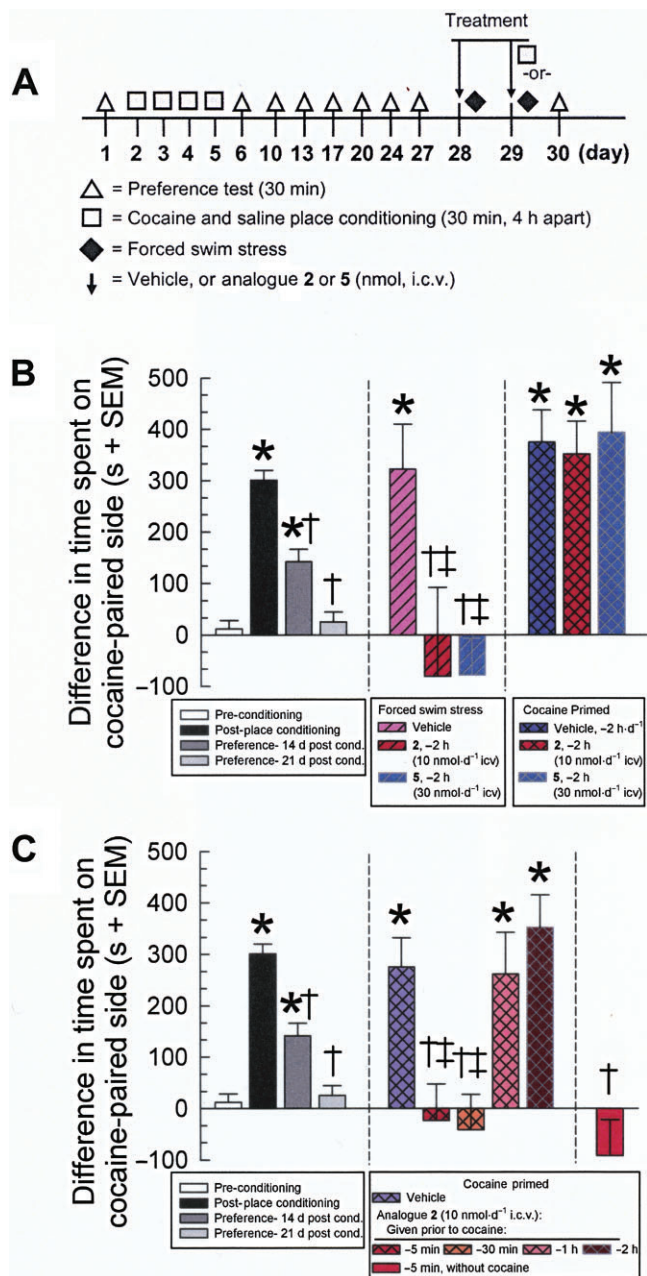 Treatment
A
-or-
1 2 3 4 5 6 10 13 17 20 24 27 28 29 30 (day)
= Preference test (30 min)
= Cocaine and saline place conditioning (30 min, 4 h apart)
= Forced swim stress
= Vehicle, or analogue 2 or 5 (nmol, i.c.v.)
B
Difference in time spent on
cocaine-paired side (s + SEM)
500
400
300
200
100
0
−100
* *† † * †‡ †‡ * * *
Pre-conditioning
Post-place conditioning
Preference- 14 d post cond.
Preference- 21 d post cond.
Forced swim stress
Vehicle
2, −2 h
(10 nmol·d⁻¹ icv)
5, −2 h
(30 nmol·d⁻¹ icv)
Cocaine Primed
Vehicle, −2 h·d⁻¹
2, −2 h
(10 nmol·d⁻¹ icv)
5, −2 h
(30 nmol·d⁻¹ icv)
C
Difference in time spent on
cocaine-paired side (s + SEM)
500
400
300
200
100
0
−100
* *† † * †‡ †‡ * * †
Pre-conditioning
Post-place conditioning
Preference- 14 d post cond.
Preference- 21 d post cond.
Cocaine primed
Vehicle
Analogue 2 (10 nmol·d⁻¹ i.c.v.):
Given prior to cocaine:
−5 min −30 min −1 h −2 h
−5 min, without cocaine